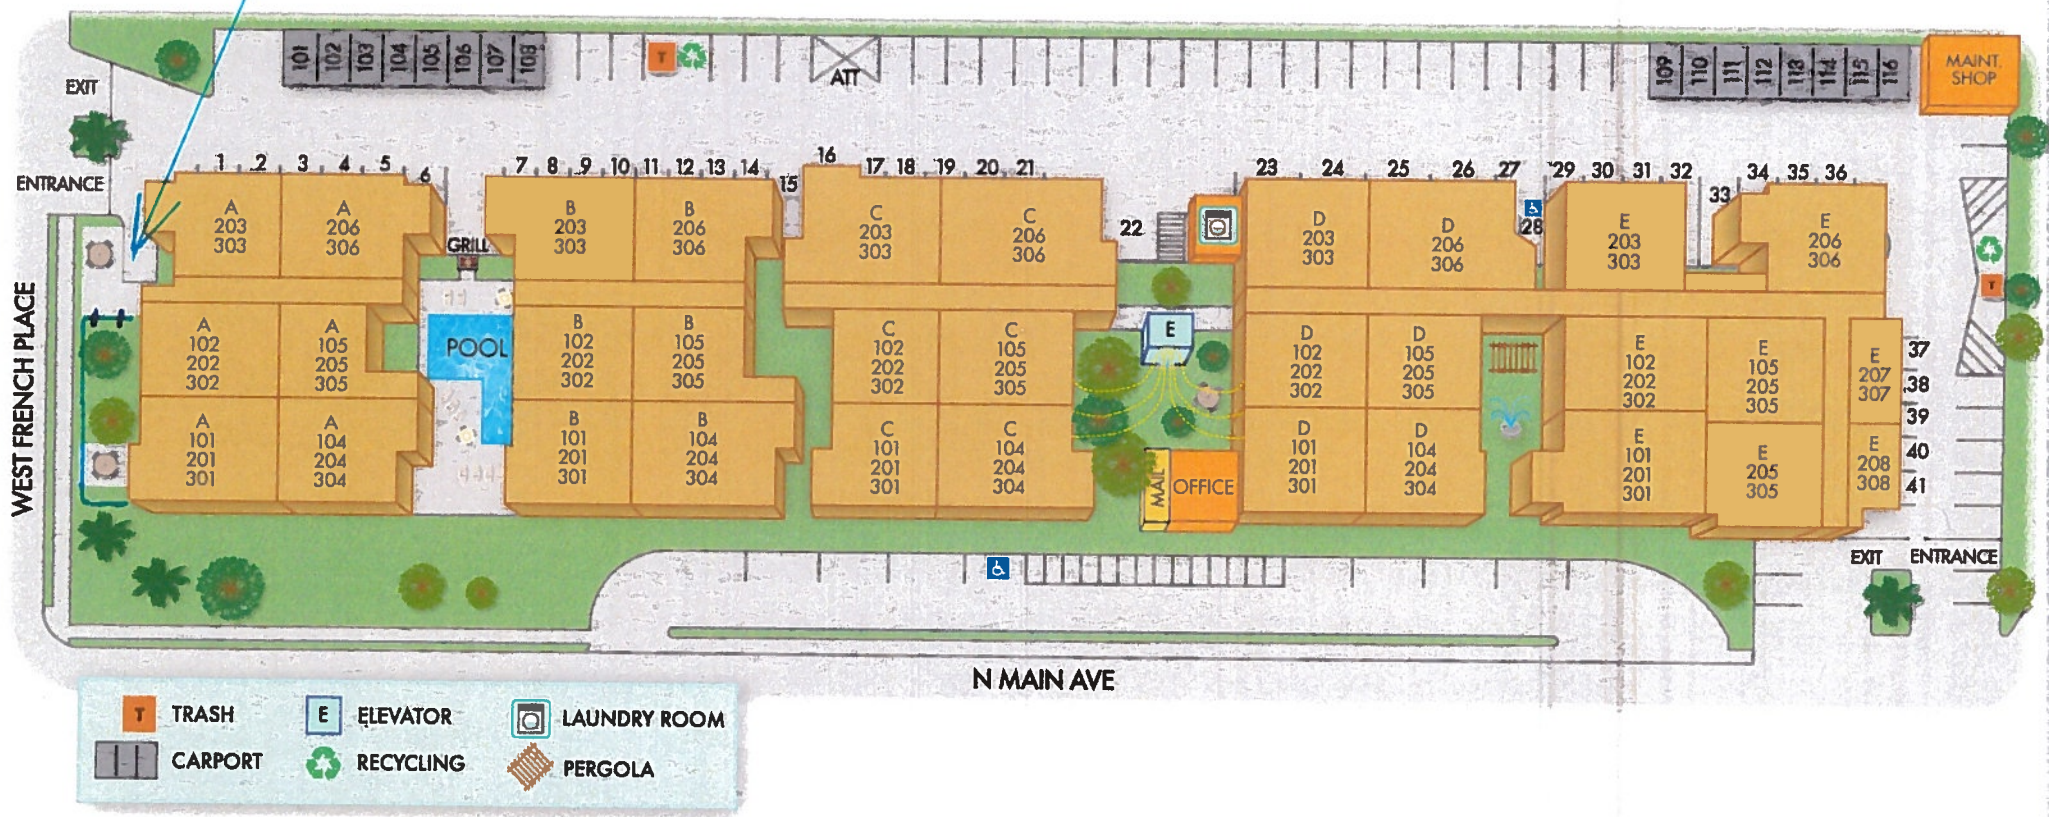 101 102 103 104 105 106 107 108
T
ATT
109 110 111 112 113 114 115 116
MAINT.
SHOP
EXIT
ENTRANCE
1 2 3 4 5 6
7 8 9 10 11 12 13 14 15
16 17 18 19 20 21
22
23 24 25 26 27
28
29 30 31 32
33
34 35 36
A
203
303
A
206
306
GRILL
B
203
303
B
206
306
C
203
303
C
206
306
D
203
303
D
206
306
E
203
303
E
206
306
T
WEST FRENCH PLACE
A
102
202
302
A
105
205
305
POOL
B
102
202
302
B
105
205
305
C
102
202
302
C
105
205
305
E
D
102
202
302
D
105
205
305
E
102
202
302
E
105
205
305
E
207
307
37
38
39
40
41
A
101
201
301
A
104
204
304
B
101
201
301
B
104
204
304
C
101
201
301
C
104
204
304
MAIL
OFFICE
D
101
201
301
D
104
204
304
E
101
201
301
E
205
305
E
208
308
EXIT
ENTRANCE
N MAIN AVE
T TRASH
E ELEVATOR
LAUNDRY ROOM
CARPORT
RECYCLING
PERGOLA